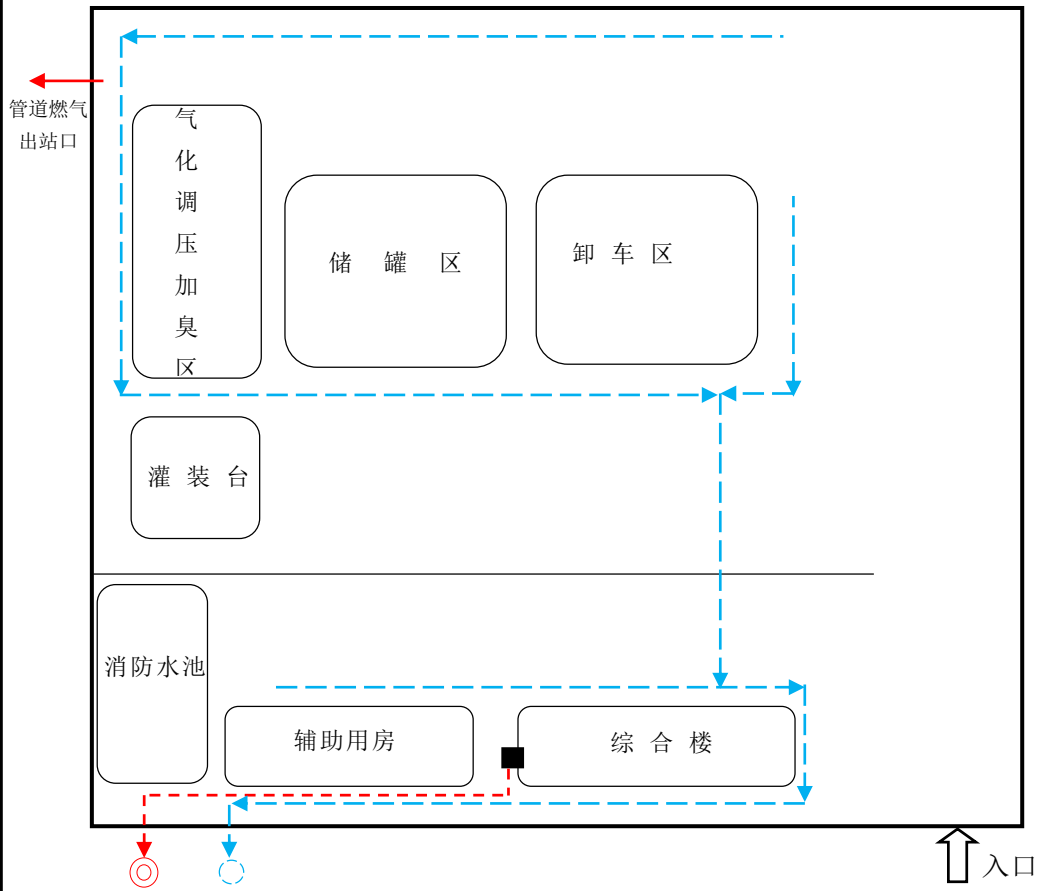 管道燃气
出站口
气
化
调
压
加
臭
区
储罐区
卸车区
灌装台
消防水池
辅助用房
综合楼
入口